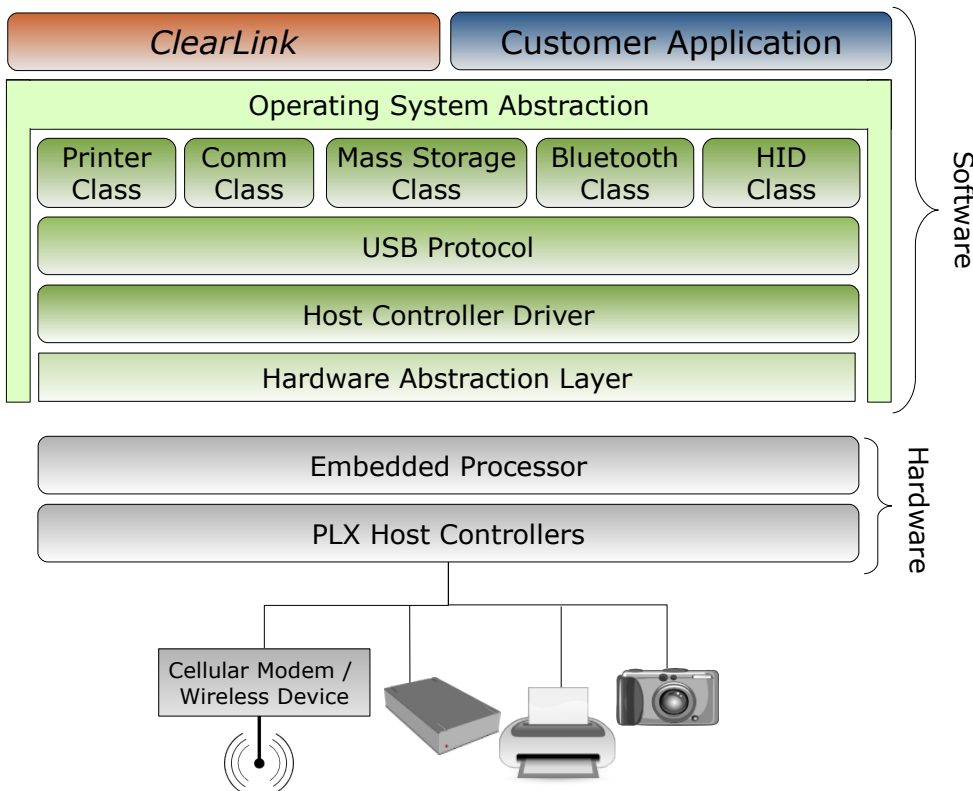 ClearLink
Customer Application
Operating System Abstraction
Printer
Class
Comm
Class
Mass Storage
Class
Bluetooth
Class
HID
Class
USB Protocol
Host Controller Driver
Hardware Abstraction Layer
Software
Embedded Processor
PLX Host Controllers
Hardware
Cellular Modem /
Wireless Device